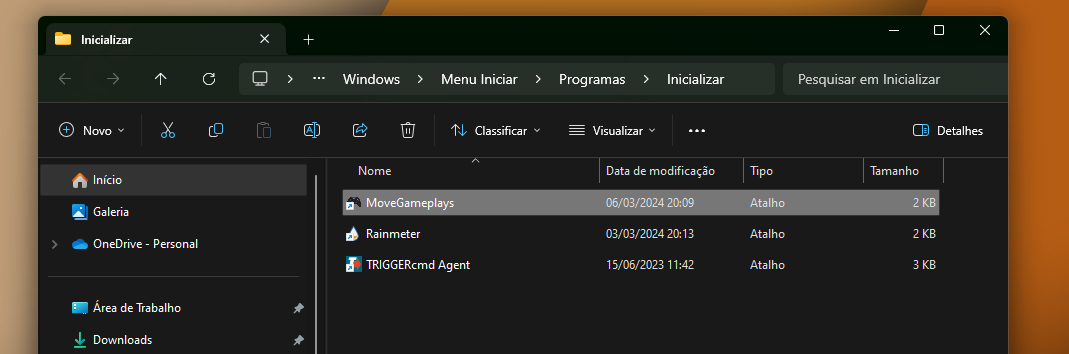 Inicializar
Windows Menu Iniciar Programas Inicializar
Pesquisar em Inicializar
Novo Classificar Visualizar Detalhes
Nome Data de modificação Tipo Tamanho
Início
MoveGameplays 06/03/2024 20:09 Atalho 2 KB
Galeria
Rainmeter 03/03/2024 20:13 Atalho 2 KB
OneDrive - Personal
TRIGGERcmd Agent 15/06/2023 11:42 Atalho 3 KB
Área de Trabalho
Downloads